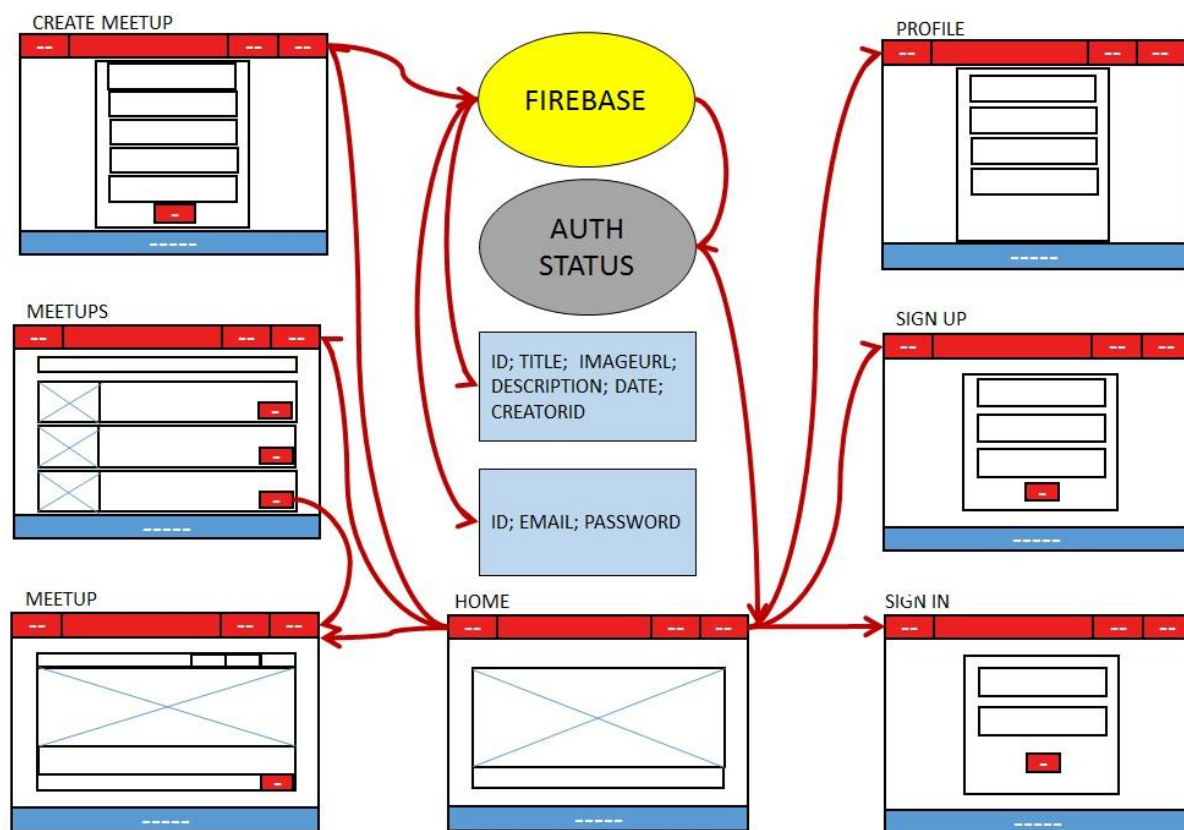 CREATE MEETUP
-- -- --
-
-----
FIREBASE
AUTH
STATUS
PROFILE
-- -- --
-----
MEETUPS
-- -- --
-
-
-
-----
ID; TITLE; IMAGEURL;
DESCRIPTION; DATE;
CREATORID
SIGN UP
-- -- --
-
-----
ID; EMAIL; PASSWORD
MEETUP
-- -- --
-
-----
HOME
-- -- --
-----
SIGN IN
-- -- --
-
-----